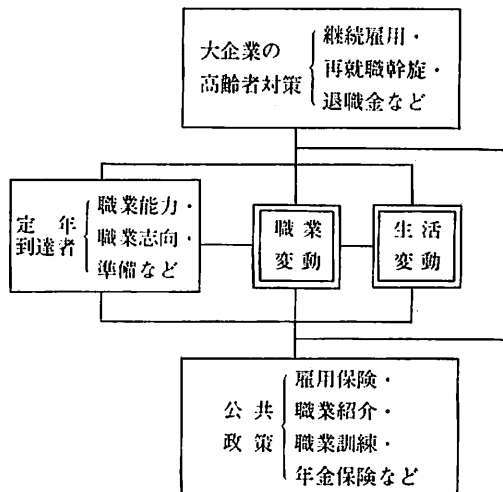 大企業の
高齢者対策
継続雇用・
再就職幹旋・
退職金など
定年
到達者
職業能力・
職業志向・
準備など
職業
変動
生活
変動
公共
政策
雇用保険・
職業紹介・
職業訓練・
年金保険など